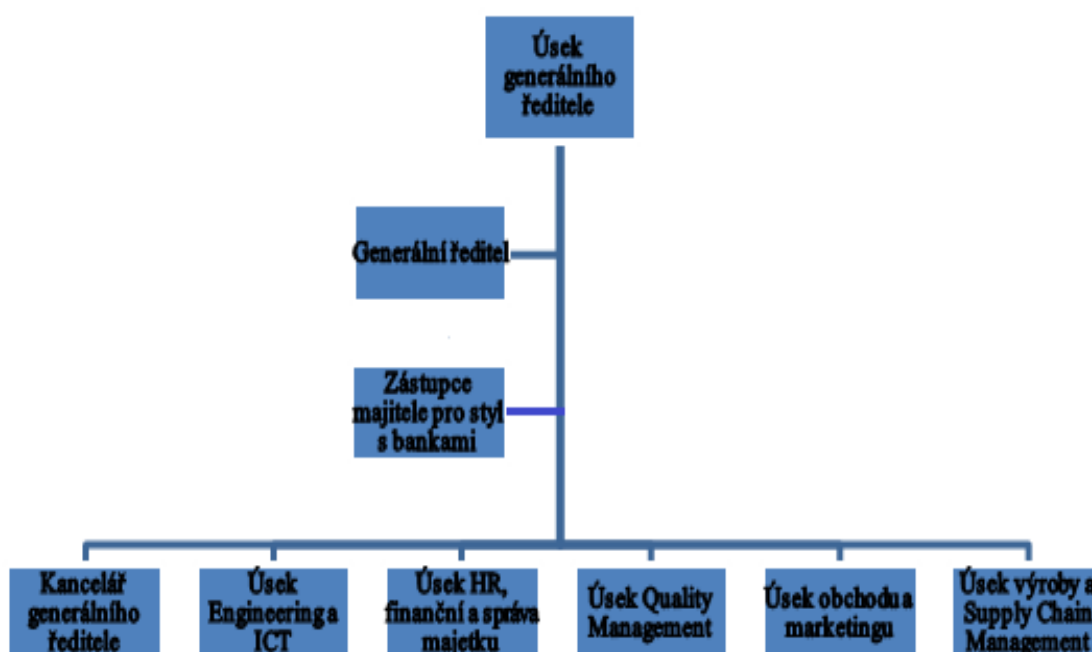 Úsek
generálního
ředitele
Generální ředitel
Zástupce
majitele pro styl
s bankami
Kancelář
generálního
ředitele
Úsek
Engineering a
ICT
Úsek HR,
finanční a správa
majetku
Úsek Quality
Management
Úsek obchodu a
marketingu
Úsek výroby a
Supply Chain
Management